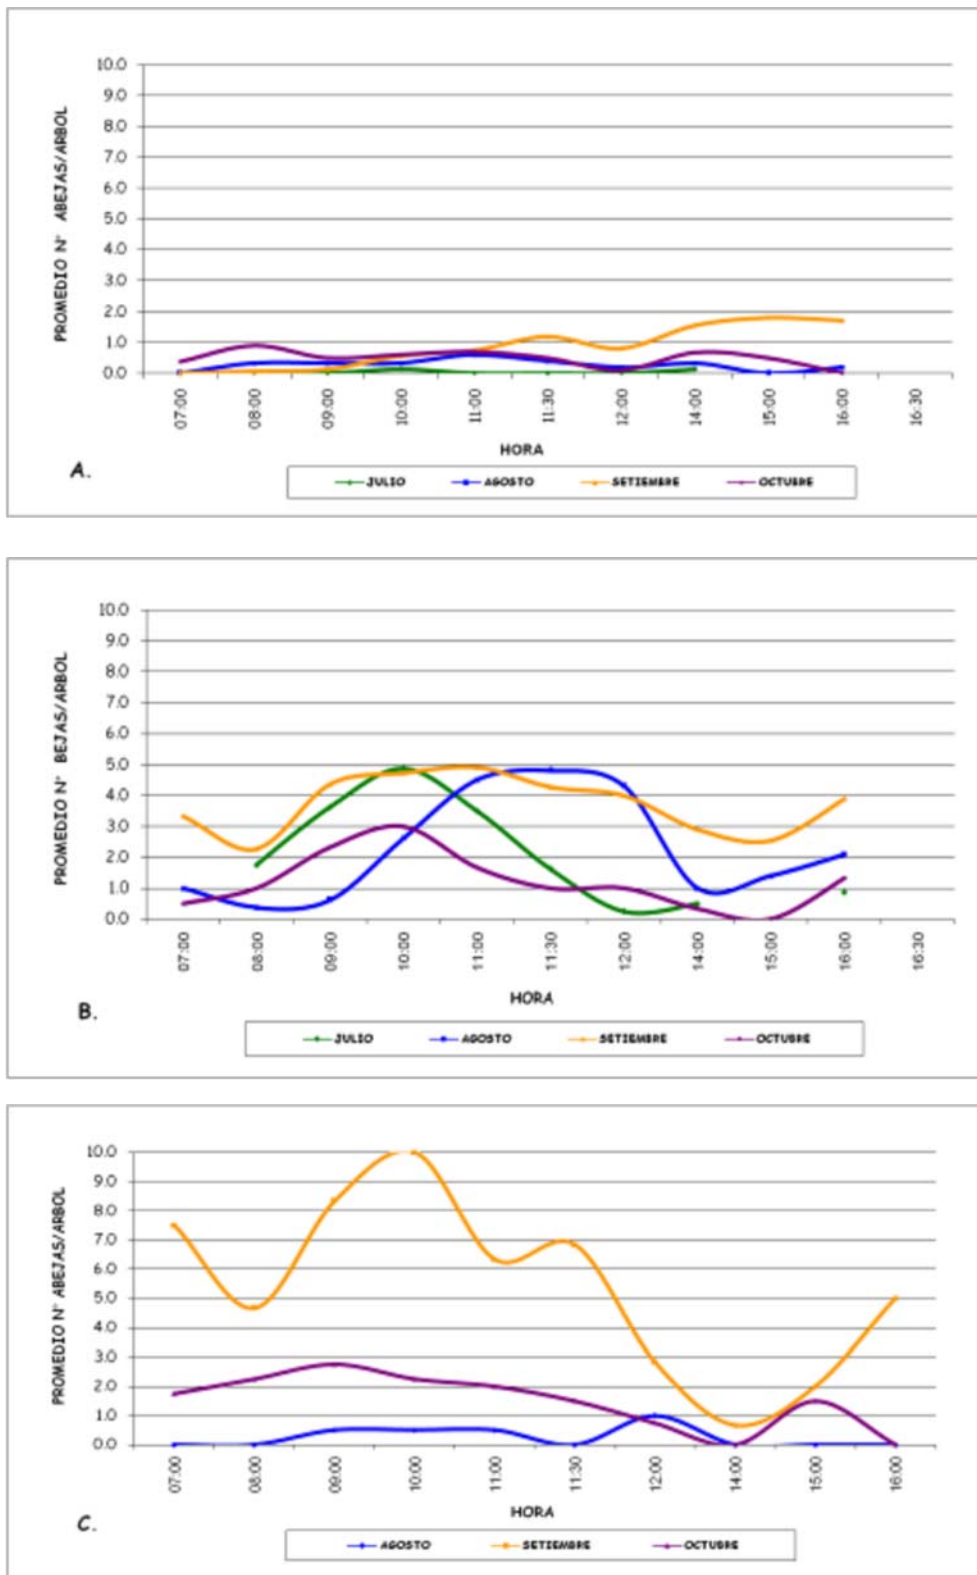 10.0
9.0
8.0
7.0
6.0
5.0
4.0
3.0
2.0
1.0
0.0
PROMEDIO N° ABEJAS/ARBOL
07:00 08:00 09:00 10:00 11:00 11:30 12:00 14:00 15:00 16:00 16:30
HORA
A.
JULIO AGOSTO SETIEMBRE OCTUBRE
10.0
9.0
8.0
7.0
6.0
5.0
4.0
3.0
2.0
1.0
0.0
PROMEDIO N° BEJAS/ARBOL
07:00 08:00 09:00 10:00 11:00 11:30 12:00 14:00 15:00 16:00 16:30
HORA
B.
JULIO AGOSTO SETIEMBRE OCTUBRE
10.0
9.0
8.0
7.0
6.0
5.0
4.0
3.0
2.0
1.0
0.0
PROMEDIO N° ABEJAS/ARBOL
07:00 08:00 09:00 10:00 11:00 11:30 12:00 14:00 15:00 16:00
HORA
C.
AGOSTO SETIEMBRE OCTUBRE